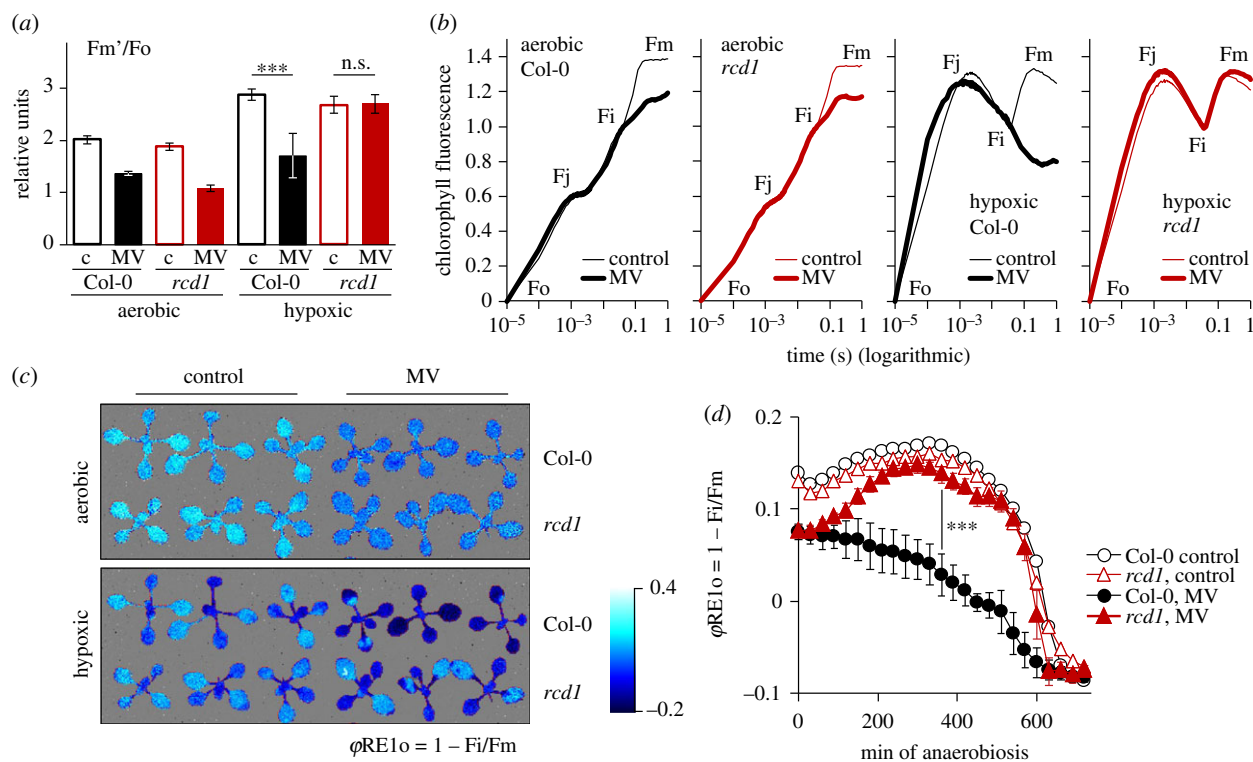 (a)
Fm’/Fo
relative units
3
2
1
0
***
n.s.
c MV c MV c MV c MV
Col-0 rcd1 Col-0 rcd1
aerobic hypoxic
(b)
chlorophyll fluorescence
1.4
1.2
1.0
0.8
0.6
0.4
0.2
0
aerobic
Col-0
Fm
Fi
Fj
Fo
control
MV
10⁻⁵ 10⁻³ 0.1 1
aerobic
rcd1
Fm
Fi
Fj
Fo
control
MV
10⁻⁵ 10⁻³ 0.1 1
Fj
Fm
Fi
hypoxic
Col-0
control
MV
Fo
10⁻⁵ 10⁻³ 0.1 1
Fj
Fm
Fi
hypoxic
rcd1
control
MV
Fo
10⁻⁵ 10⁻³ 0.1 1
time (s) (logarithmic)
(c)
control MV
aerobic
Col-0
rcd1
hypoxic
Col-0
rcd1
0.4
–0.2
φRE1o = 1 – Fi/Fm
(d)
φRE1o = 1 – Fi/Fm
0.2
0.1
0
–0.1
***
0 200 400 600
min of anaerobiosis
Col-0 control
rcd1, control
Col-0, MV
rcd1, MV